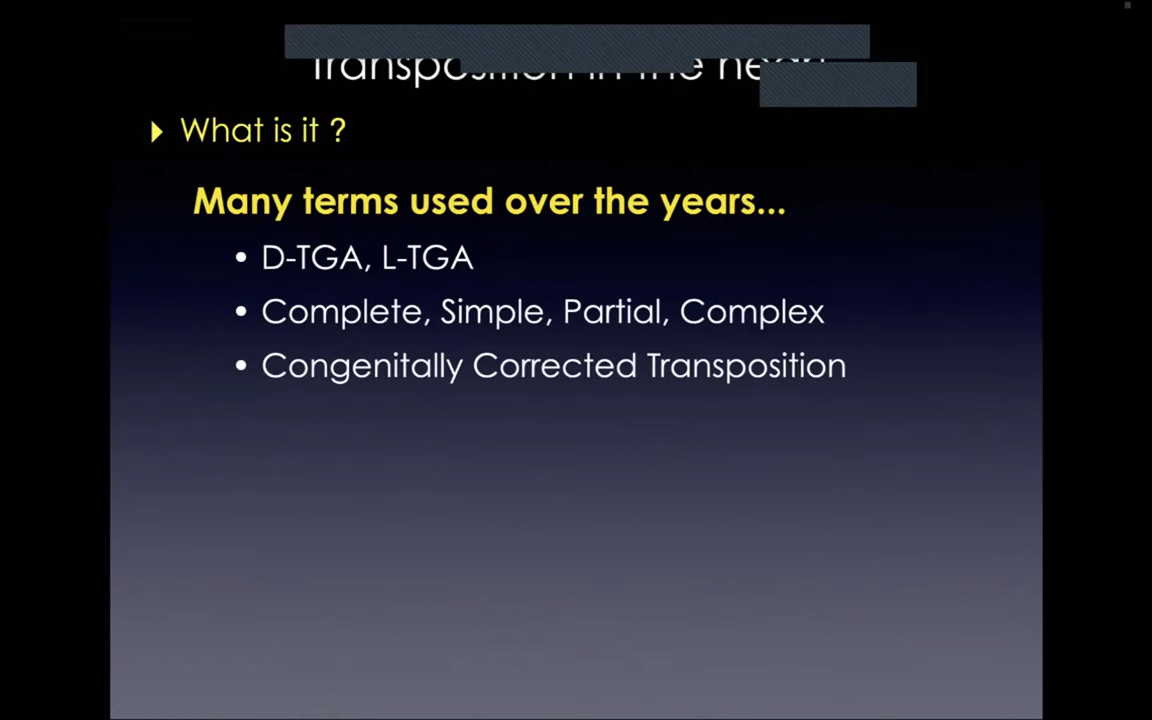 Transposition in the heart
What is it ?
Many terms used over the years...
• D-TGA, L-TGA
• Complete, Simple, Partial, Complex
• Congenitally Corrected Transposition